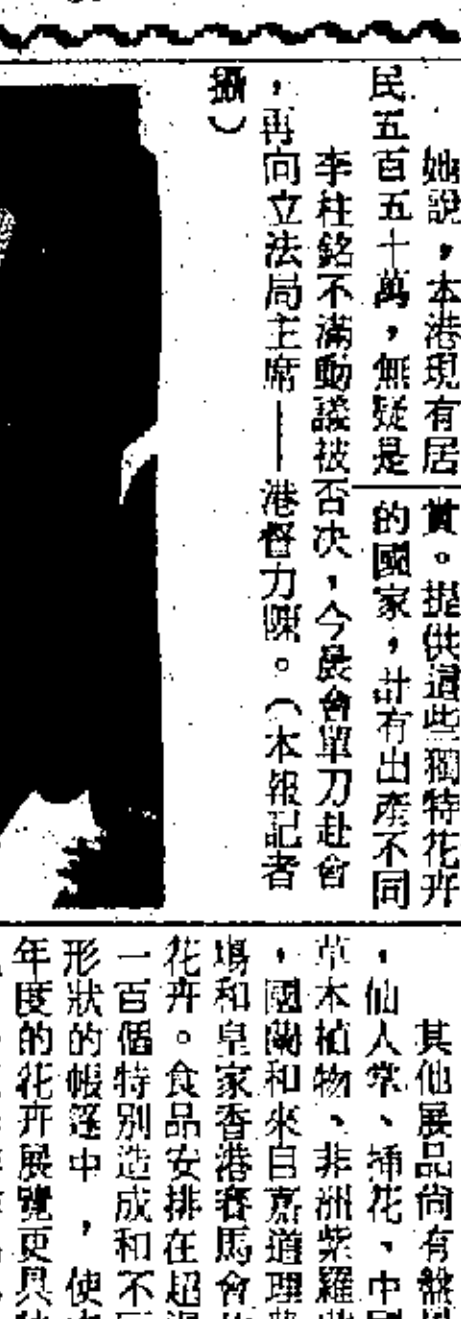 她說，本港現有居
民五百五十萬，無疑是
賞。提供這些獨特花卉
的國家，計有出產不同
李柱銘不滿動議被否決，今晨會單刀赴會
，再向立法局主席——港督力陳。（本報記者
攝）
其他展品尚有盤
，仙人掌、插花、中國
草本植物、非洲紫羅
，國蘭和來自嘉道理
場和皇家香港賽馬會
花卉。食品安排在超過
一百個特別造成和不
形狀的帳篷中，使
年度的花卉展覽更具